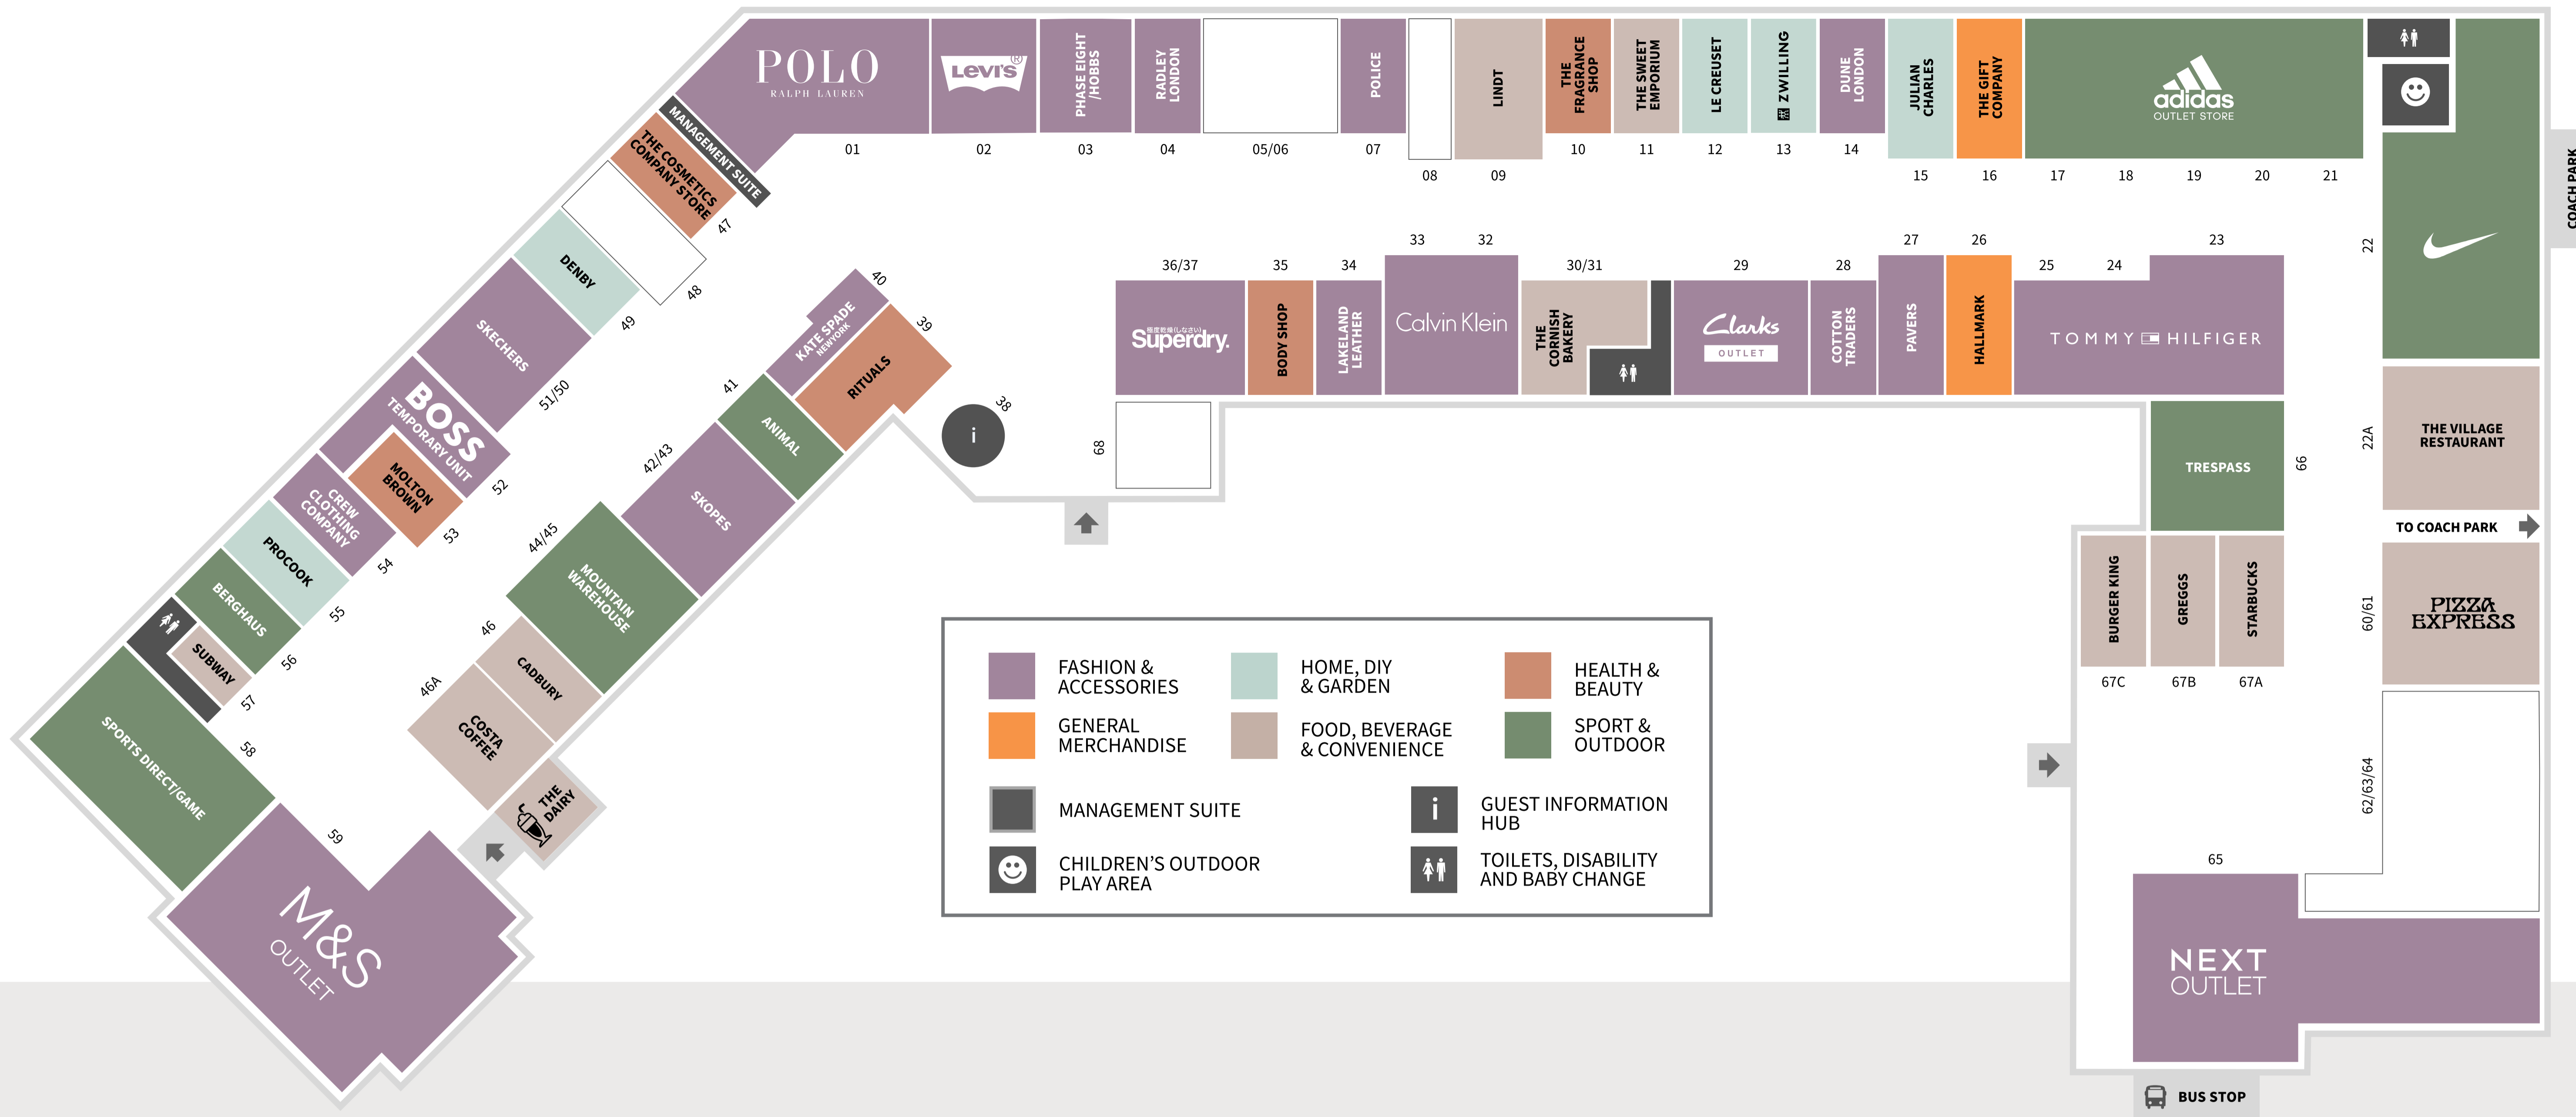 POLO
RALPH LAUREN
LEVI'S®
PHASE EIGHT
/HOBBS
RADLEY
LONDON
POLICE
LINDT
THE
FRAGRANCE
SHOP
THE SWEET
EMPORIUM
LE CREUSET
ZWILLING
DUNE
LONDON
JULIAN
CHARLES
THE GIFT
COMPANY
adidas
OUTLET STORE
01
02
03
04
05/06
07
08
09
10
11
12
13
14
15
16
17
18
19
20
21
COACH PARK
22
MANAGEMENT SUITE
THE COSMETICS
COMPANY STORE
47
48
DENBY
49
SKECHERS
51/50
BOSS
TEMPORARY UNIT
52
MOLTON
BROWN
53
CREW
CLOTHING
COMPANY
54
PROCOOK
55
BERGHAUS
56
SUBWAY
57
SPORTS DIRECT/GAME
58
59
M&S
OUTLET
40
KATE SPADE
NEWYORK
39
RITUALS
41
ANIMAL
42/43
SKOPES
44/45
MOUNTAIN
WAREHOUSE
46
CADBURY
46A
COSTA
COFFEE
THE
DAIRY
38
i
36/37
35
34
33
32
30/31
29
28
27
26
25
24
23
極度乾燥(しなさい)
Superdry.
BODY SHOP
LAKELAND
LEATHER
Calvin Klein
THE
CORNISH
BAKERY
Clarks
OUTLET
COTTON
TRADERS
PAVERS
HALLMARK
TOMMY HILFIGER
68
TRESPASS
66
22A
THE VILLAGE
RESTAURANT
TO COACH PARK
BURGER KING
GREGGS
STARBUCKS
67C
67B
67A
60/61
PIZZA
EXPRESS
62/63/64
65
NEXT
OUTLET
BUS STOP
FASHION &
ACCESSORIES
HOME, DIY
& GARDEN
HEALTH &
BEAUTY
GENERAL
MERCHANDISE
FOOD, BEVERAGE
& CONVENIENCE
SPORT &
OUTDOOR
MANAGEMENT SUITE
i
GUEST INFORMATION
HUB
CHILDREN'S OUTDOOR
PLAY AREA
TOILETS, DISABILITY
AND BABY CHANGE